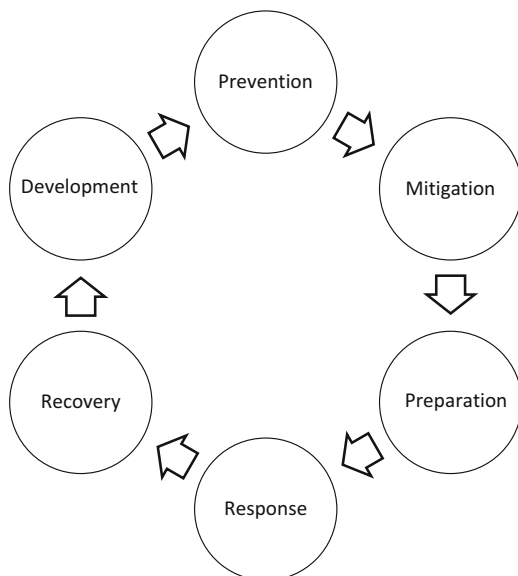 Prevention
Mitigation
Preparation
Response
Recovery
Development